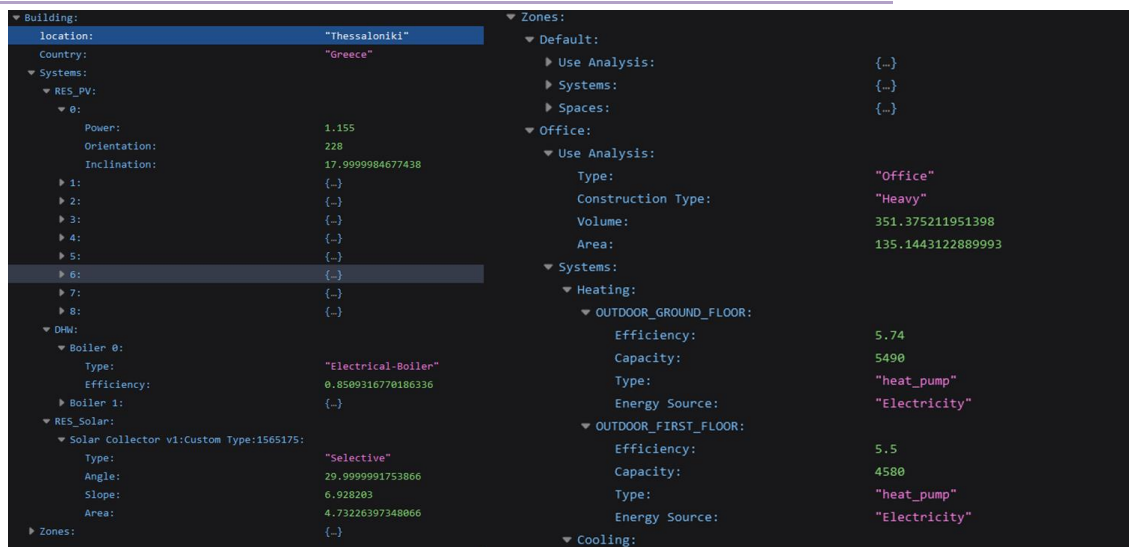 Building:
location: "Thessaloniki"
Country: "Greece"
Systems:
RES_PV:
0:
Power: 1.155
Orientation: 228
Inclination: 17.9999984677438
1: {…}
2: {…}
3: {…}
4: {…}
5: {…}
6: {…}
7: {…}
8: {…}
DHW:
Boiler 0:
Type: "Electrical-Boiler"
Efficiency: 0.8509316770186336
Boiler 1: {…}
RES_Solar:
Solar Collector v1:Custom Type:1565175:
Type: "Selective"
Angle: 29.9999991753866
Slope: 6.928203
Area: 4.73226397348066
Zones: {…}
Zones:
Default:
Use Analysis: {…}
Systems: {…}
Spaces: {…}
Office:
Use Analysis:
Type: "Office"
Construction Type: "Heavy"
Volume: 351.375211951398
Area: 135.1443122889993
Systems:
Heating:
OUTDOOR_GROUND_FLOOR:
Efficiency: 5.74
Capacity: 5490
Type: "heat_pump"
Energy Source: "Electricity"
OUTDOOR_FIRST_FLOOR:
Efficiency: 5.5
Capacity: 4580
Type: "heat_pump"
Energy Source: "Electricity"
Cooling: